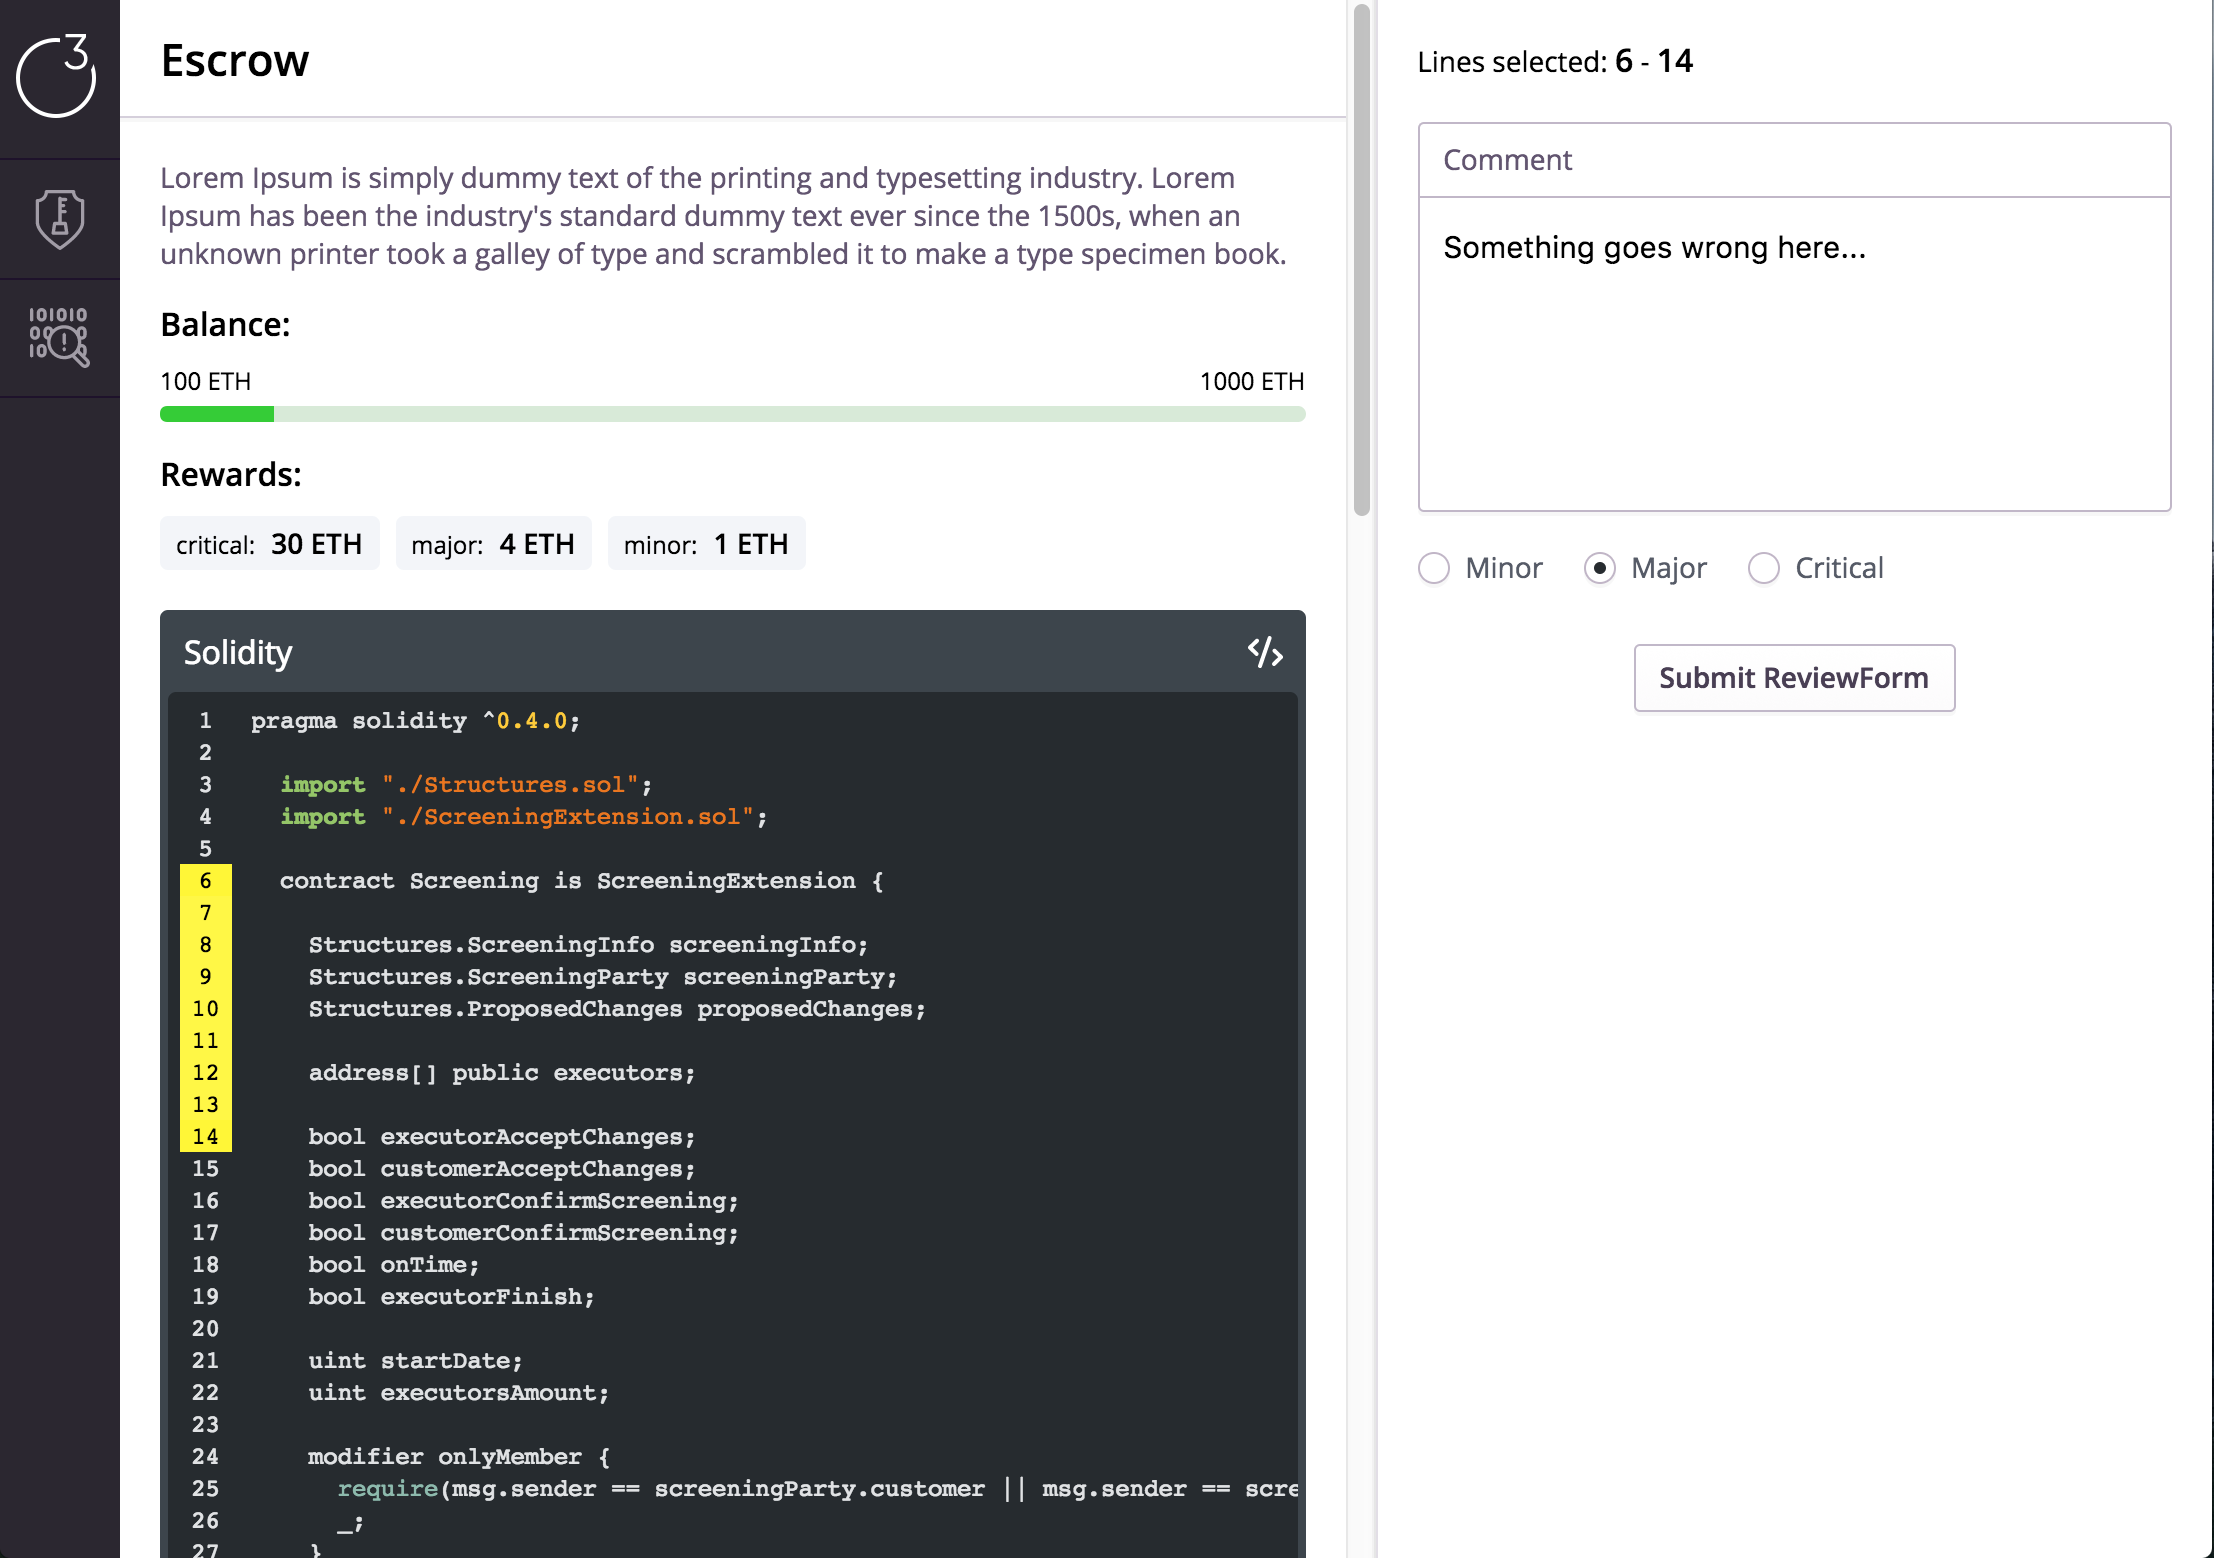 3
Escrow
Lorem Ipsum is simply dummy text of the printing and typesetting industry. Lorem
Ipsum has been the industry's standard dummy text ever since the 1500s, when an
unknown printer took a galley of type and scrambled it to make a type specimen book.
Balance:
100 ETH 1000 ETH
Rewards:
critical: 30 ETH major: 4 ETH minor: 1 ETH
Solidity </>
1 pragma solidity ^0.4.0;
2
3 import "./Structures.sol";
4 import "./ScreeningExtension.sol";
5
6 contract Screening is ScreeningExtension {
7
8 Structures.ScreeningInfo screeningInfo;
9 Structures.ScreeningParty screeningParty;
10 Structures.ProposedChanges proposedChanges;
11
12 address[] public executors;
13
14 bool executorAcceptChanges;
15 bool customerAcceptChanges;
16 bool executorConfirmScreening;
17 bool customerConfirmScreening;
18 bool onTime;
19 bool executorFinish;
20
21 uint startDate;
22 uint executorsAmount;
23
24 modifier onlyMember {
25 require(msg.sender == screeningParty.customer || msg.sender == scre
26 _;
27 }
Lines selected: 6 - 14
Comment
Something goes wrong here...
Minor Major Critical
Submit ReviewForm